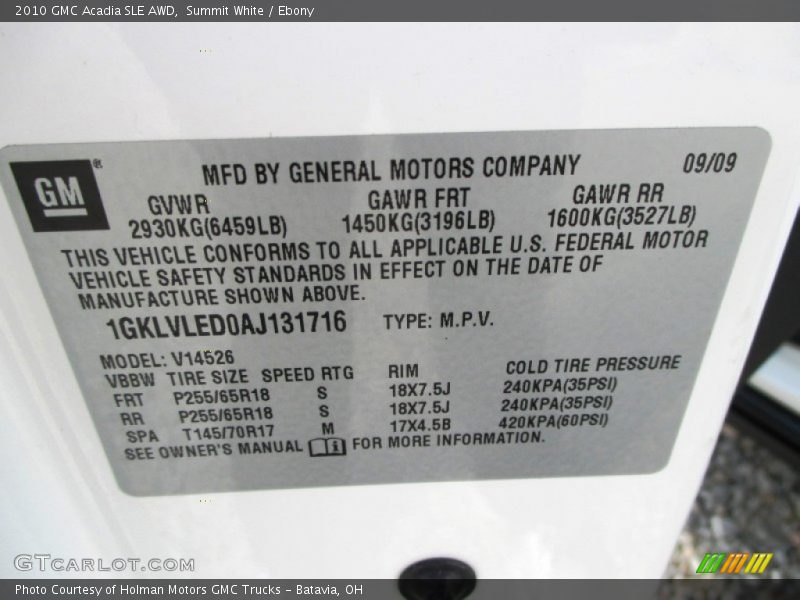 2010 GMC Acadia SLE AWD, Summit White / Ebony
GM®
MFD BY GENERAL MOTORS COMPANY 09/09
GVWR GAWR FRT GAWR RR
2930KG(6459LB) 1450KG(3196LB) 1600KG(3527LB)
THIS VEHICLE CONFORMS TO ALL APPLICABLE U.S. FEDERAL MOTOR
VEHICLE SAFETY STANDARDS IN EFFECT ON THE DATE OF
MANUFACTURE SHOWN ABOVE.
1GKLVLED0AJ131716 TYPE: M.P.V.
MODEL: V14526
VBBW TIRE SIZE SPEED RTG RIM COLD TIRE PRESSURE
FRT P255/65R18 S 18X7.5J 240KPA(35PSI)
RR P255/65R18 S 18X7.5J 240KPA(35PSI)
SPA T145/70R17 M 17X4.5B 420KPA(60PSI)
SEE OWNER'S MANUAL FOR MORE INFORMATION.
GTCARLOT.COM
Photo Courtesy of Holman Motors GMC Trucks - Batavia, OH